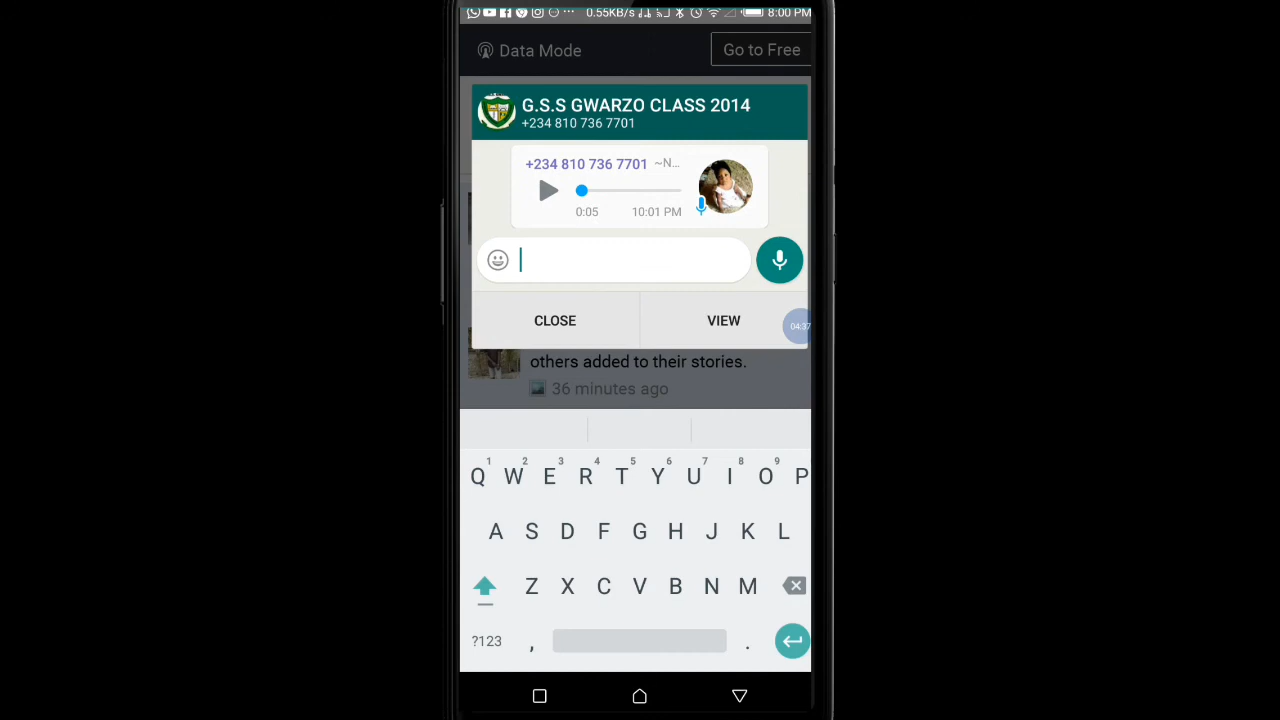 0.55KB/s 8:00 PM
Data Mode Go to Free
G.S.S GWARZO CLASS 2014
+234 810 736 7701
+234 810 736 7701 ~N...
0:05 10:01 PM
CLOSE VIEW
04:37
others added to their stories.
36 minutes ago
1 2 3 4 5 6 7 8 9
Q W E R T Y U I O P
A S D F G H J K L
Z X C V B N M
?123 , .